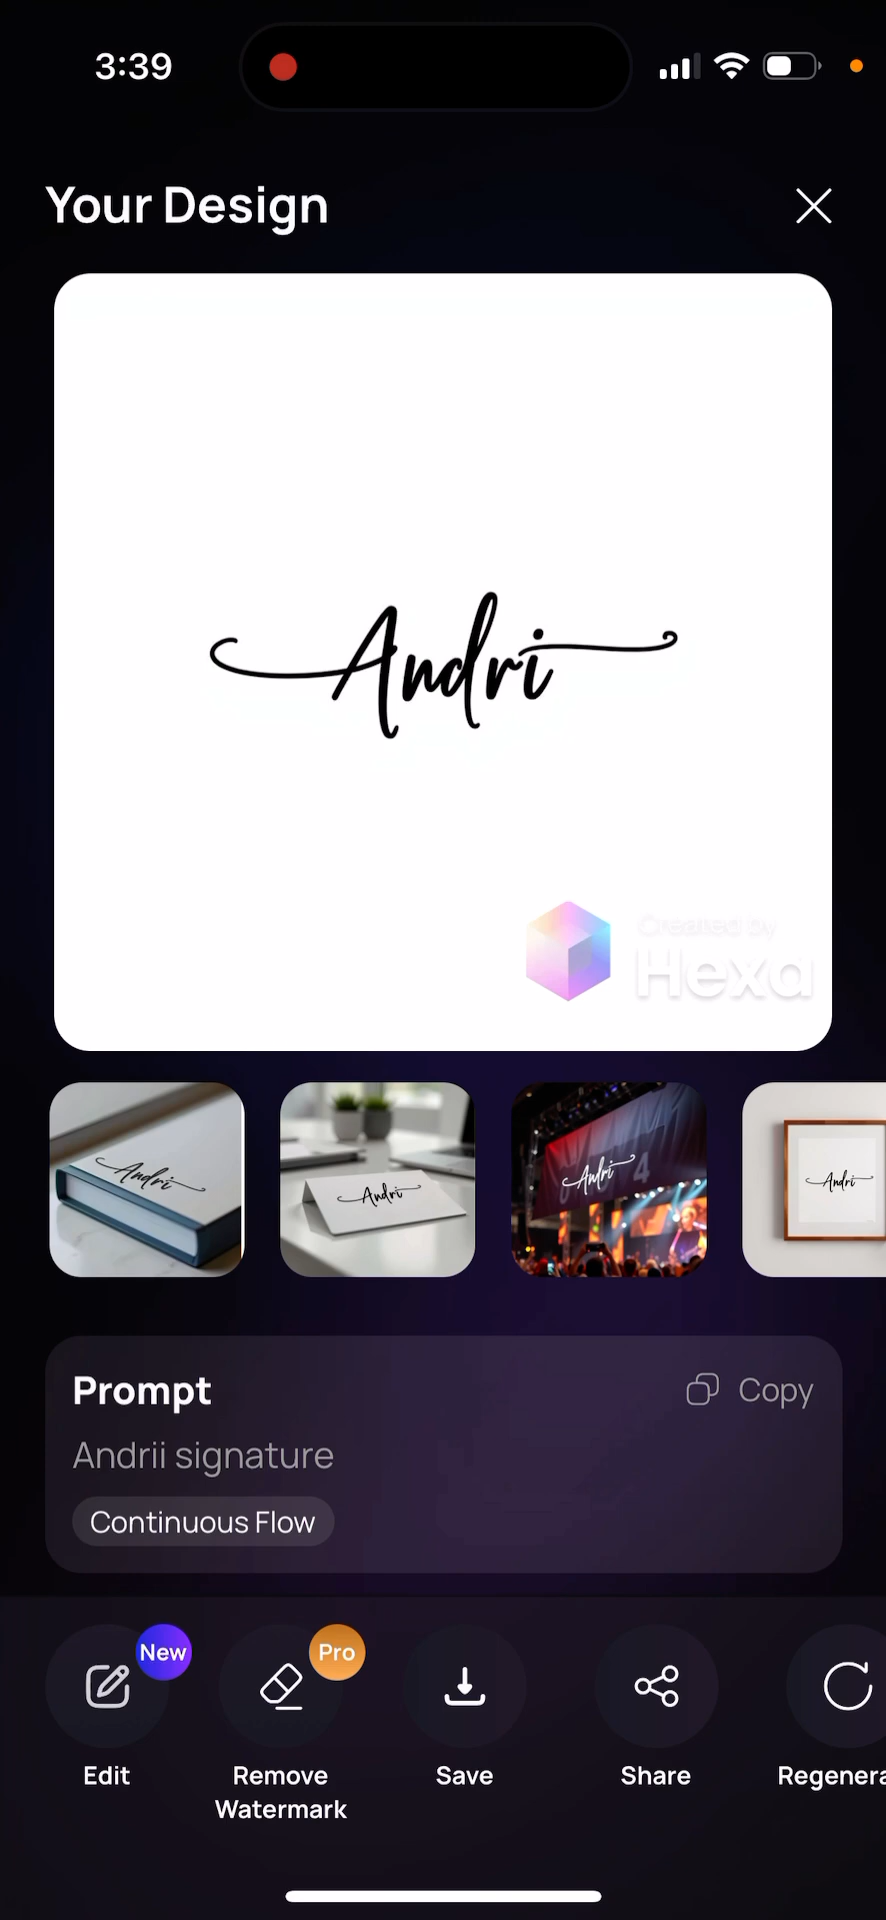 3:39
Your Design
Andri
Created by
Hexa
Andri
Andri
Andri
4
Andri
Prompt
Copy
Andrii signature
Continuous Flow
New
Pro
Edit
Remove
Watermark
Save
Share
Regenera